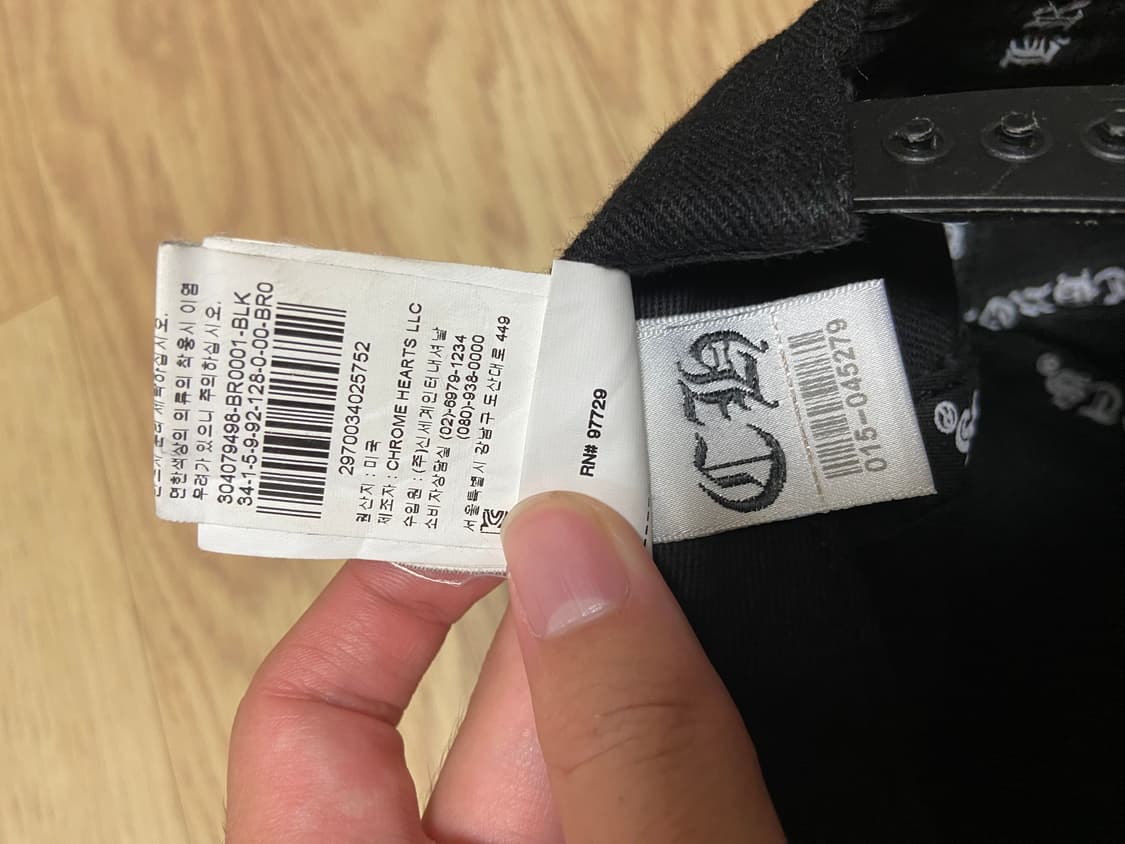 연한색상의 의류의 착용시 이염
우려가 있으니 주의하십시오.
304079498-BR0001-BLK
34-1-5-9-92-128-0-00-BR0
2970034025752
원산지 : 미국
제조자 : CHROME HEARTS LLC
수입원 : (주)신세계인터내셔날
소비자상담실 (02)-6979-1234
(080)-938-0000
서울특별시 강남구 도산대로 449
RN# 97729
CH
015-045279